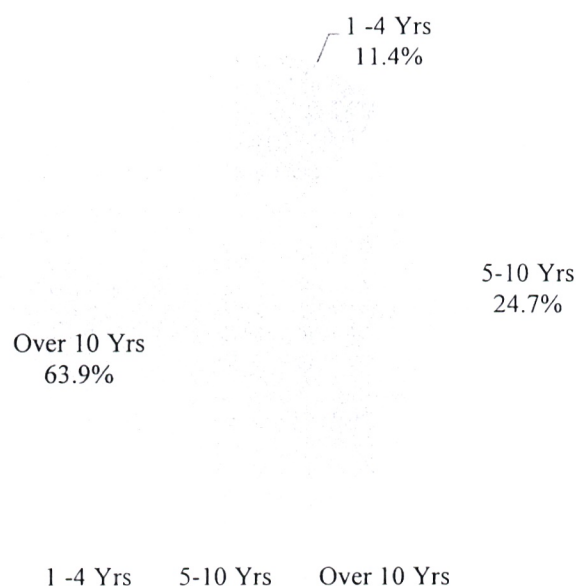 1 -4 Yrs
11.4%
5-10 Yrs
24.7%
Over 10 Yrs
63.9%
1 -4 Yrs 5-10 Yrs Over 10 Yrs